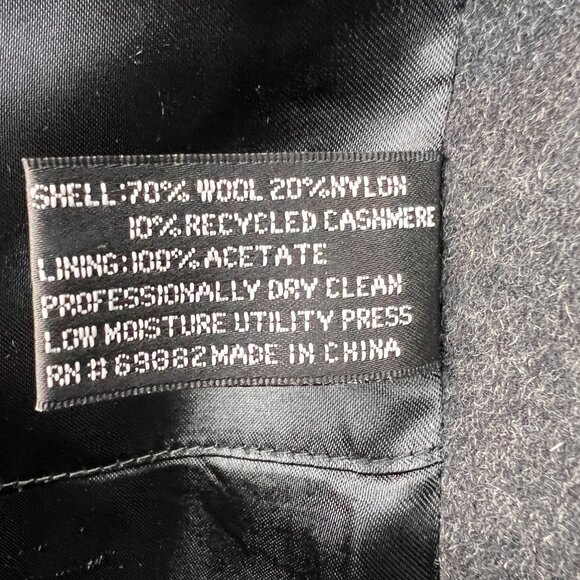 SHELL:70% WOOL 20%NYLON
10%RECYCLED CASHMERE
LINING:100%ACETATE
PROFESSIONALLY DRY CLEAN
LOW MOISTURE UTILITY PRESS
RN # 69882 MADE IN CHINA